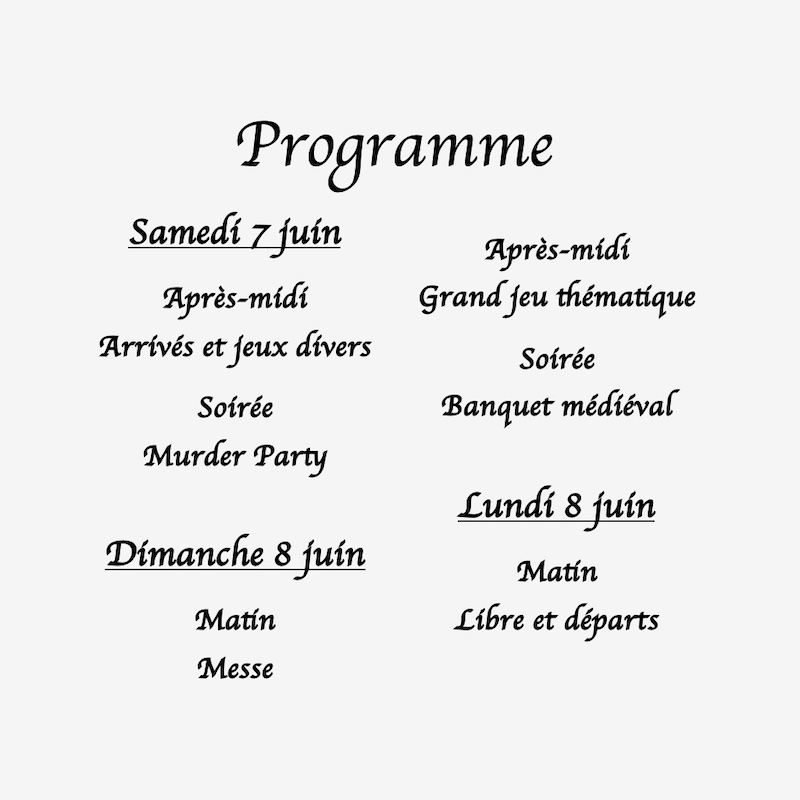 Programme
Samedi 7 juin
Après-midi
Arrivés et jeux divers
Soirée
Murder Party
Dimanche 8 juin
Matin
Messe
Après-midi
Grand jeu thématique
Soirée
Banquet médiéval
Lundi 8 juin
Matin
Libre et départs